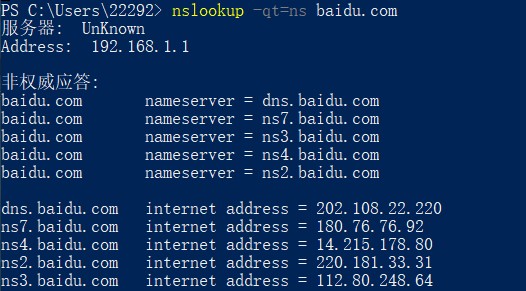 PS C:\Users\22292> nslookup -qt=ns baidu.com
服务器:  UnKnown
Address:  192.168.1.1

非权威应答:
baidu.com       nameserver = dns.baidu.com
baidu.com       nameserver = ns7.baidu.com
baidu.com       nameserver = ns3.baidu.com
baidu.com       nameserver = ns4.baidu.com
baidu.com       nameserver = ns2.baidu.com

dns.baidu.com   internet address = 202.108.22.220
ns7.baidu.com   internet address = 180.76.76.92
ns4.baidu.com   internet address = 14.215.178.80
ns2.baidu.com   internet address = 220.181.33.31
ns3.baidu.com   internet address = 112.80.248.64